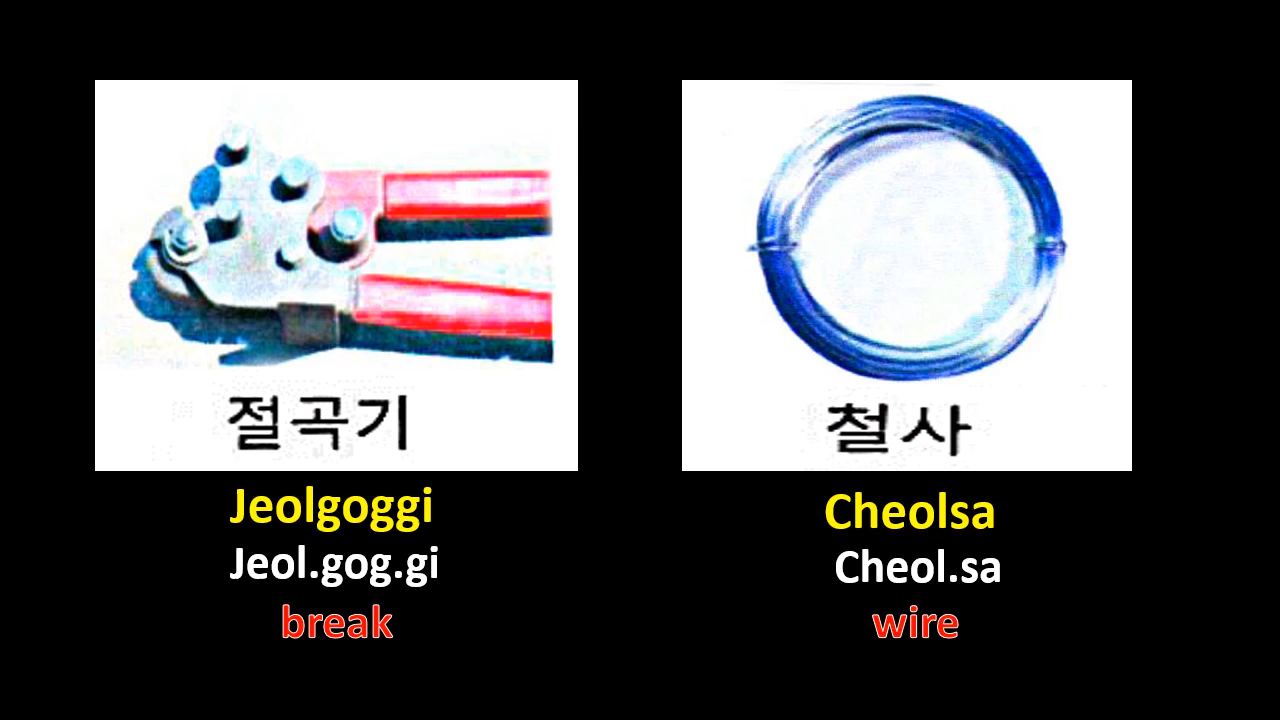 절곡기
Jeolgoggi
Jeol.gog.gi
break
철사
Cheolsa
Cheol.sa
wire